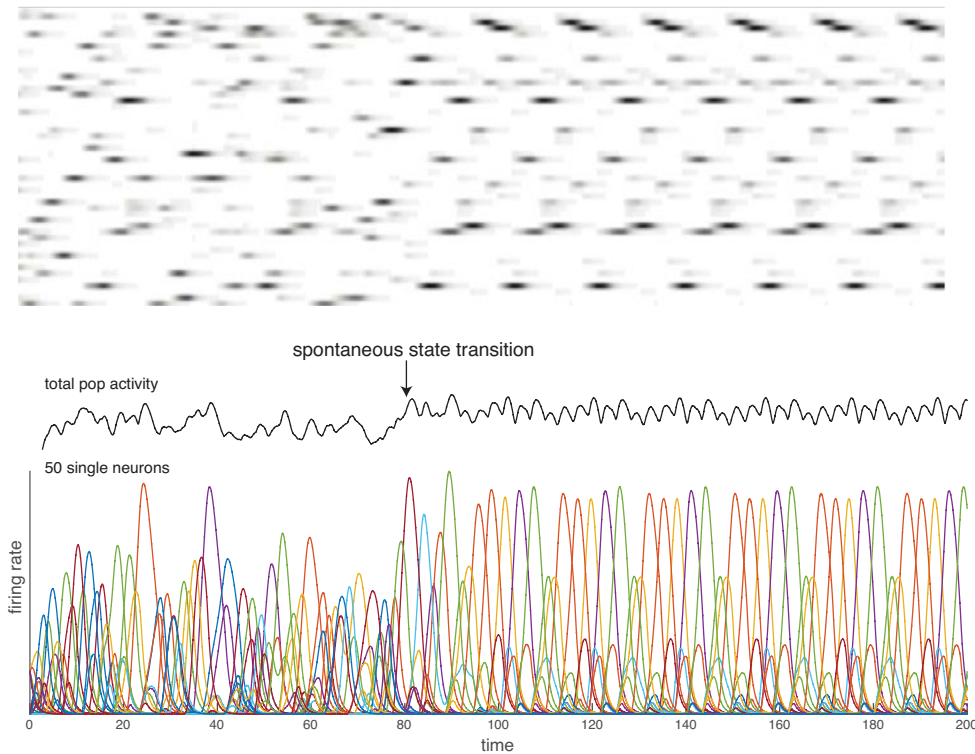 spontaneous state transition
total pop activity
50 single neurons
firing rate
0 20 40 60 80 100 120 140 160 180 200
time